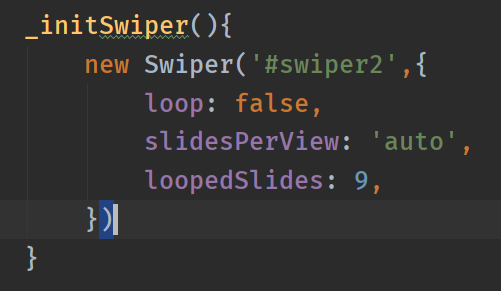 _initSwiper(){
new Swiper('#swiper2',{
loop: false,
slidesPerView: 'auto',
loopedSlides: 9,
})
}